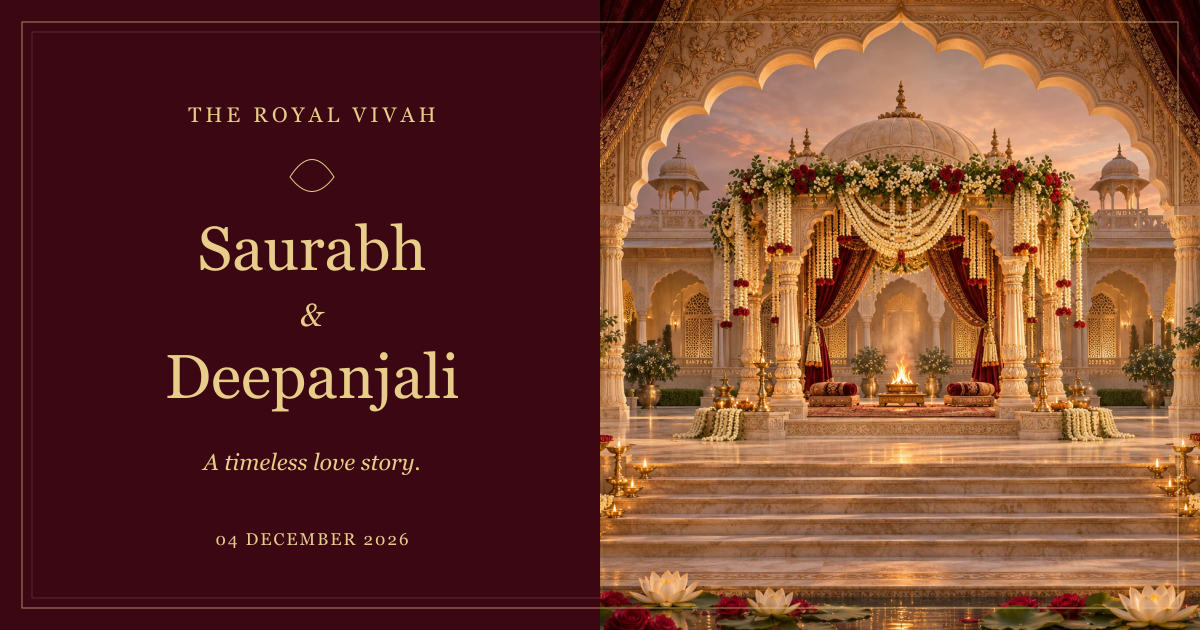 THE ROYAL VIVAH
Saurabh
&
Deepanjali
A timeless love story.
04 DECEMBER 2026